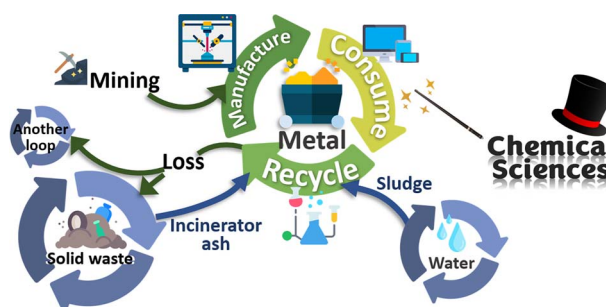 Manufacture
Consume
Mining
Metal
Another
loop
Loss
Recycle
Chemical
Sciences
Sludge
Incinerator
ash
Solid waste
Water